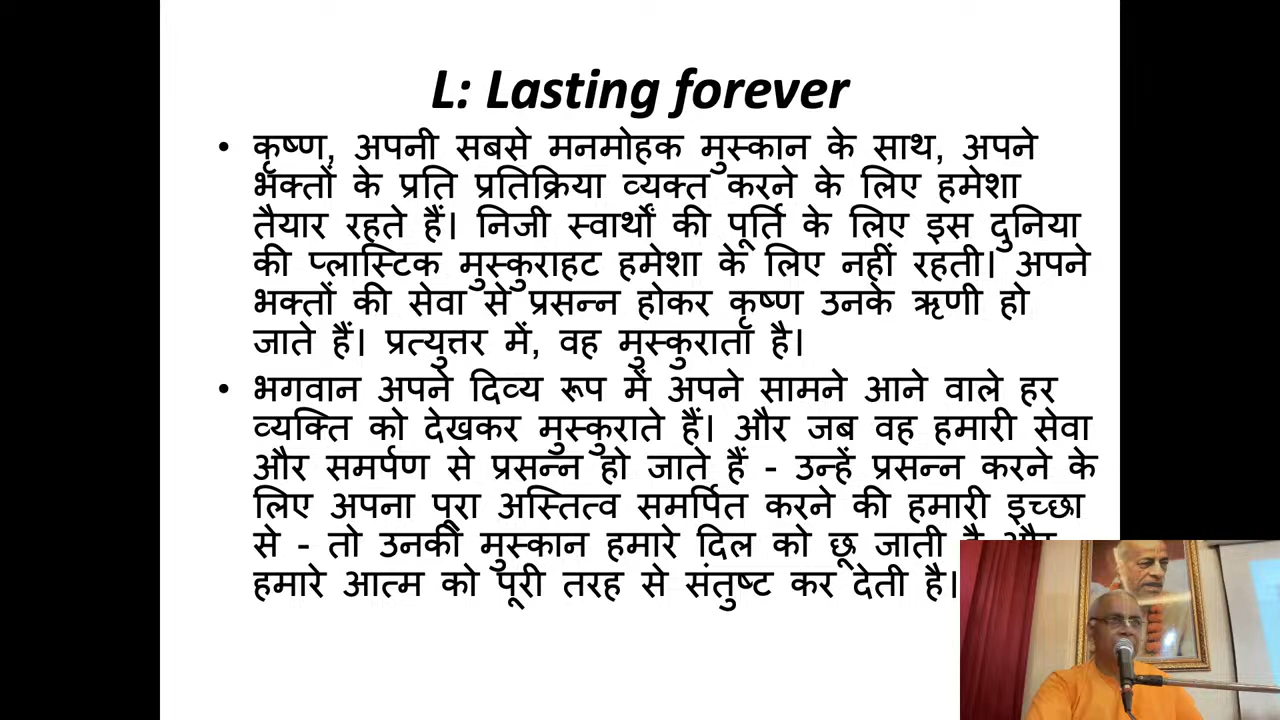 L: Lasting forever
• कृष्ण, अपनी सबसे मनमोहक मुस्कान के साथ, अपने
भक्तों के प्रति प्रतिक्रिया व्यक्त करने के लिए हमेशा
तैयार रहते हैं। निजी स्वार्थों की पूर्ति के लिए इस दुनिया
की प्लास्टिक मुस्कुराहट हमेशा के लिए नहीं रहती। अपने
भक्तों की सेवा से प्रसन्न होकर कृष्ण उनके ऋणी हो
जाते हैं। प्रत्युत्तर में, वह मुस्कुराता है।
• भगवान अपने दिव्य रूप में अपने सामने आने वाले हर
व्यक्ति को देखकर मुस्कुराते हैं। और जब वह हमारी सेवा
और समर्पण से प्रसन्न हो जाते हैं - उन्हें प्रसन्न करने के
लिए अपना पूरा अस्तित्व समर्पित करने की हमारी इच्छा
से - तो उनकी मुस्कान हमारे दिल को छू जाती है और
हमारे आत्म को पूरी तरह से संतुष्ट कर देती है।